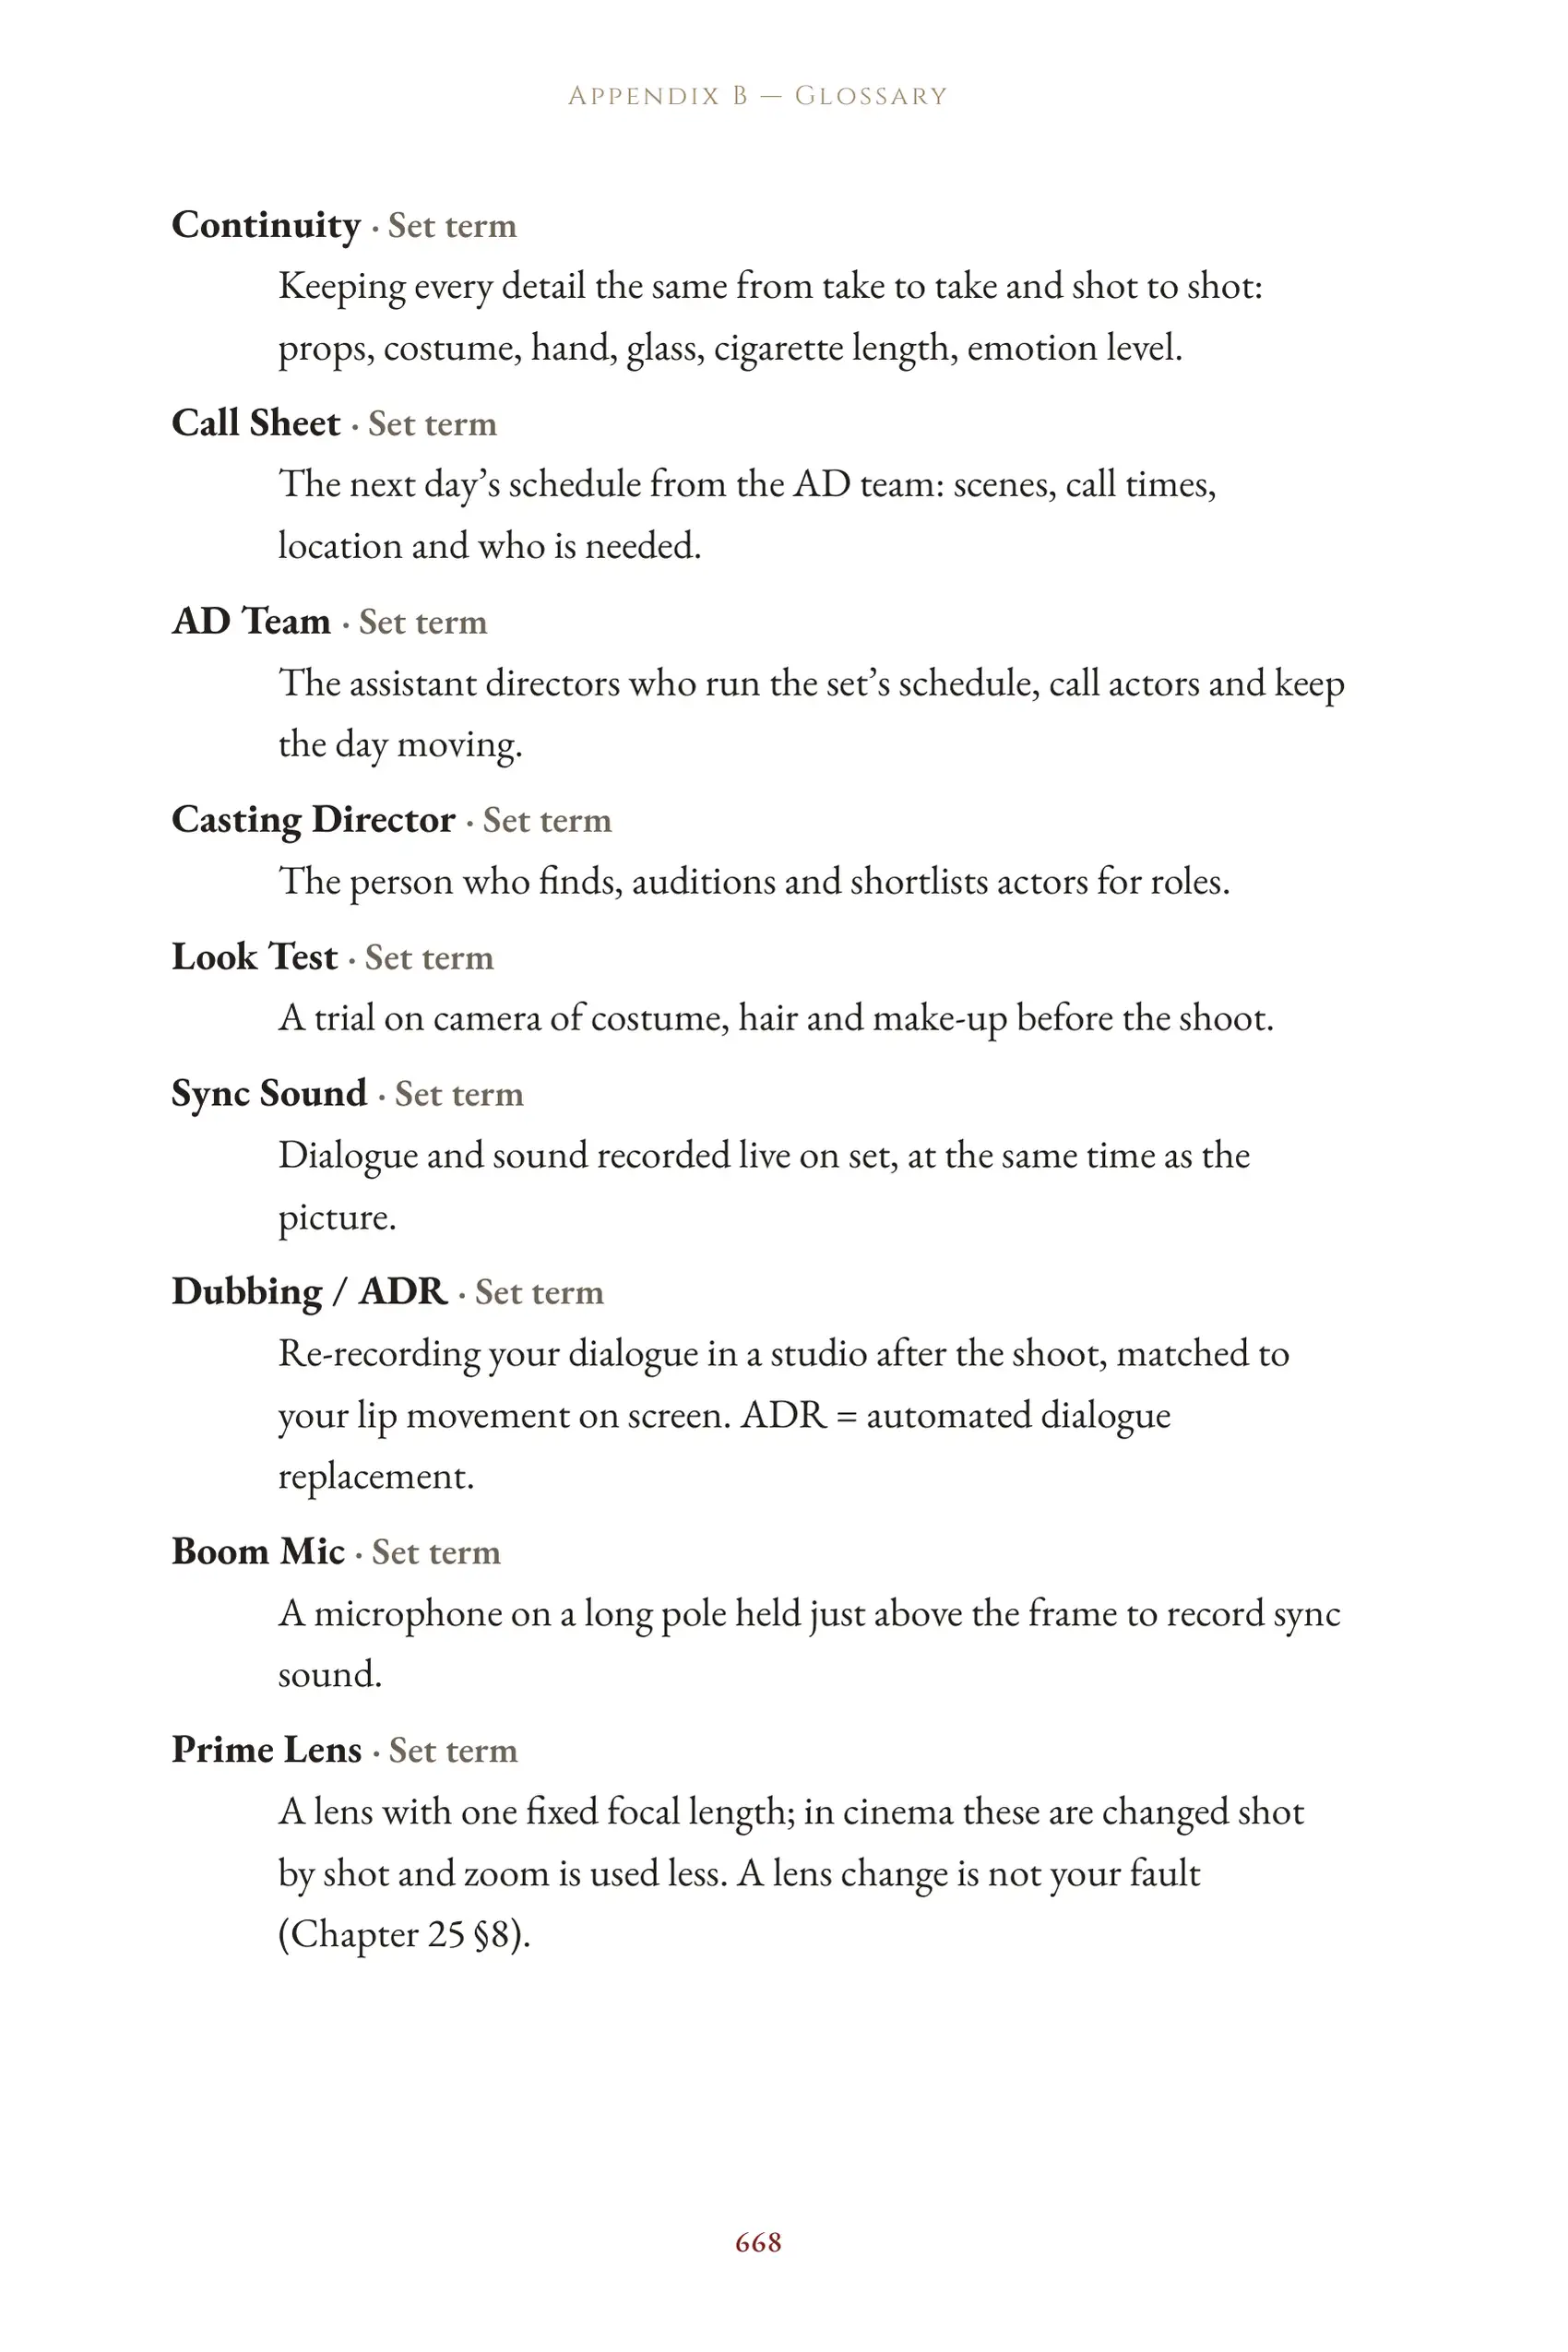 Appendix B — Glossary
Continuity · Set term
Keeping every detail the same from take to take and shot to shot:
props, costume, hand, glass, cigarette length, emotion level.
Call Sheet · Set term
The next day’s schedule from the AD team: scenes, call times,
location and who is needed.
AD Team · Set term
The assistant directors who run the set’s schedule, call actors and keep
the day moving.
Casting Director · Set term
The person who finds, auditions and shortlists actors for roles.
Look Test · Set term
A trial on camera of costume, hair and make-up before the shoot.
Sync Sound · Set term
Dialogue and sound recorded live on set, at the same time as the
picture.
Dubbing / ADR · Set term
Re-recording your dialogue in a studio after the shoot, matched to
your lip movement on screen. ADR = automated dialogue
replacement.
Boom Mic · Set term
A microphone on a long pole held just above the frame to record sync
sound.
Prime Lens · Set term
A lens with one fixed focal length; in cinema these are changed shot
by shot and zoom is used less. A lens change is not your fault
(Chapter 25 §8).
668